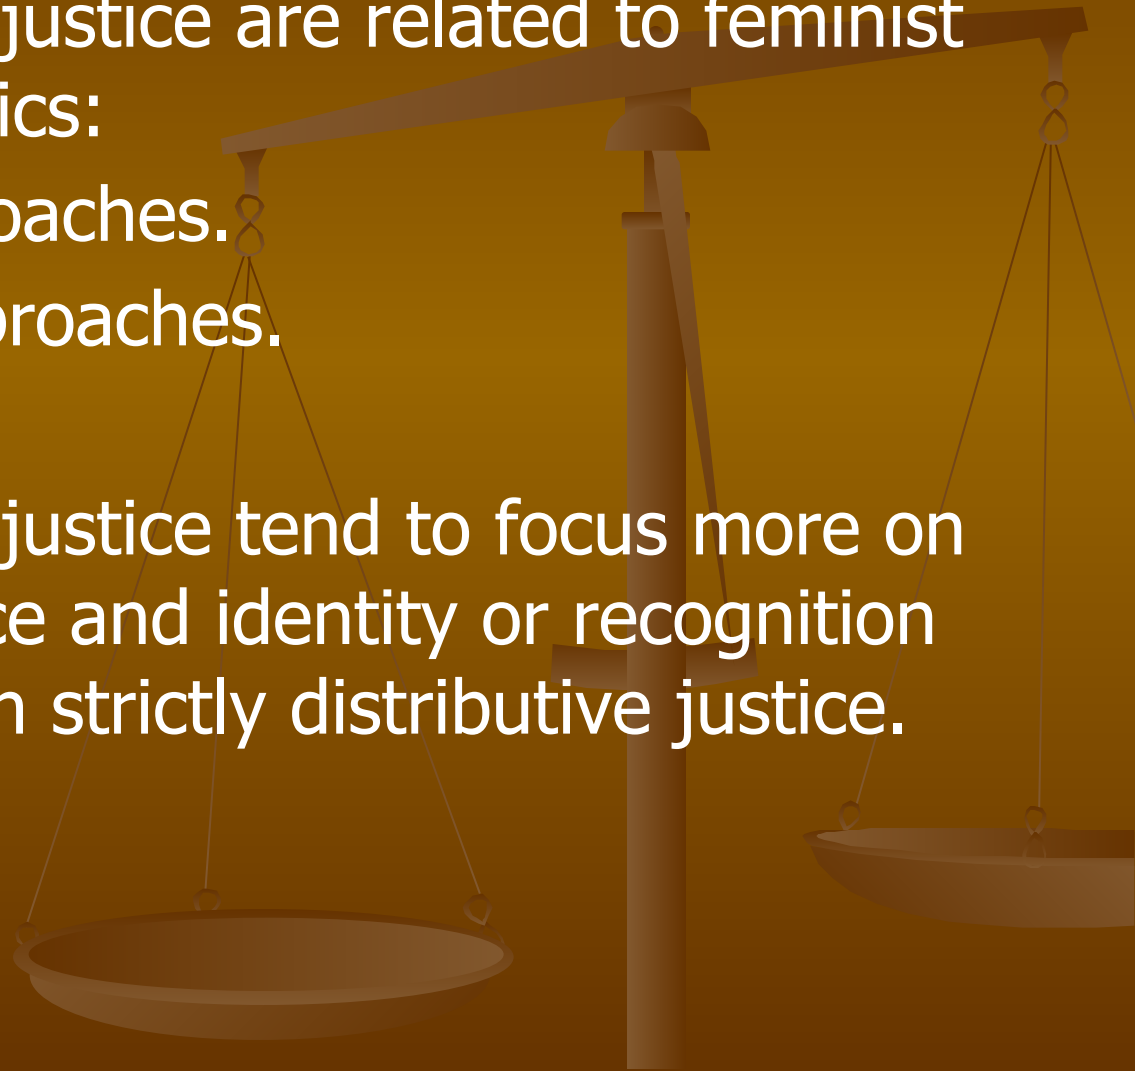 justice are related to feminist
ics:
oaches.
proaches.
justice tend to focus more on
ce and identity or recognition
n strictly distributive justice.